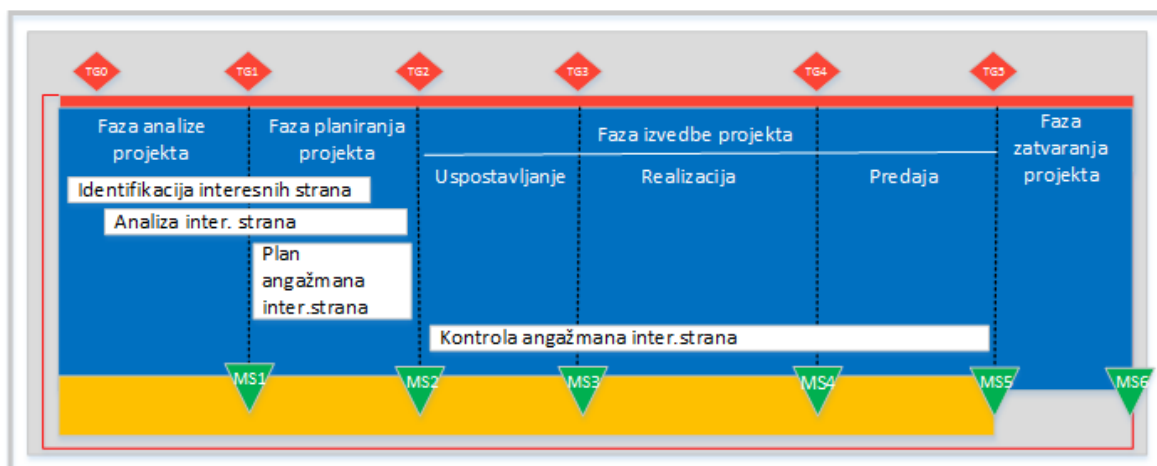 TG0
TG1
TG2
TG3
TG4
TG5
Faza analize
projekta
Faza planiranja
projekta
Faza izvedbe projekta
Faza
zatvaranja
projekta
Uspostavljanje
Realizacija
Predaja
Identifikacija interesnih strana
Analiza inter. strana
Plan
angažmana
inter.strana
Kontrola angažmana inter.strana
MS1
MS2
MS3
MS4
MS5
MS6